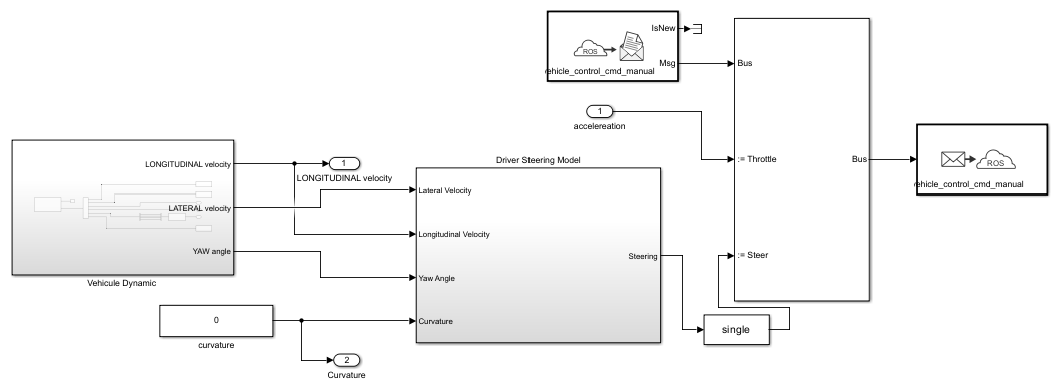 IsNew
ROS
Msg
ehicle_control_cmd_manual
Bus
1
accelereation
:= Throttle
Bus
ROS
ehicle_control_cmd_manual
LONGITUDINAL velocity
1
LONGITUDINAL velocity
Driver Steering Model
Lateral Velocity
LATERAL velocity
Longitudinal Velocity
YAW angle
Steering
:= Steer
Yaw Angle
Vehicule Dynamic
0
curvature
Curvature
single
2
Curvature